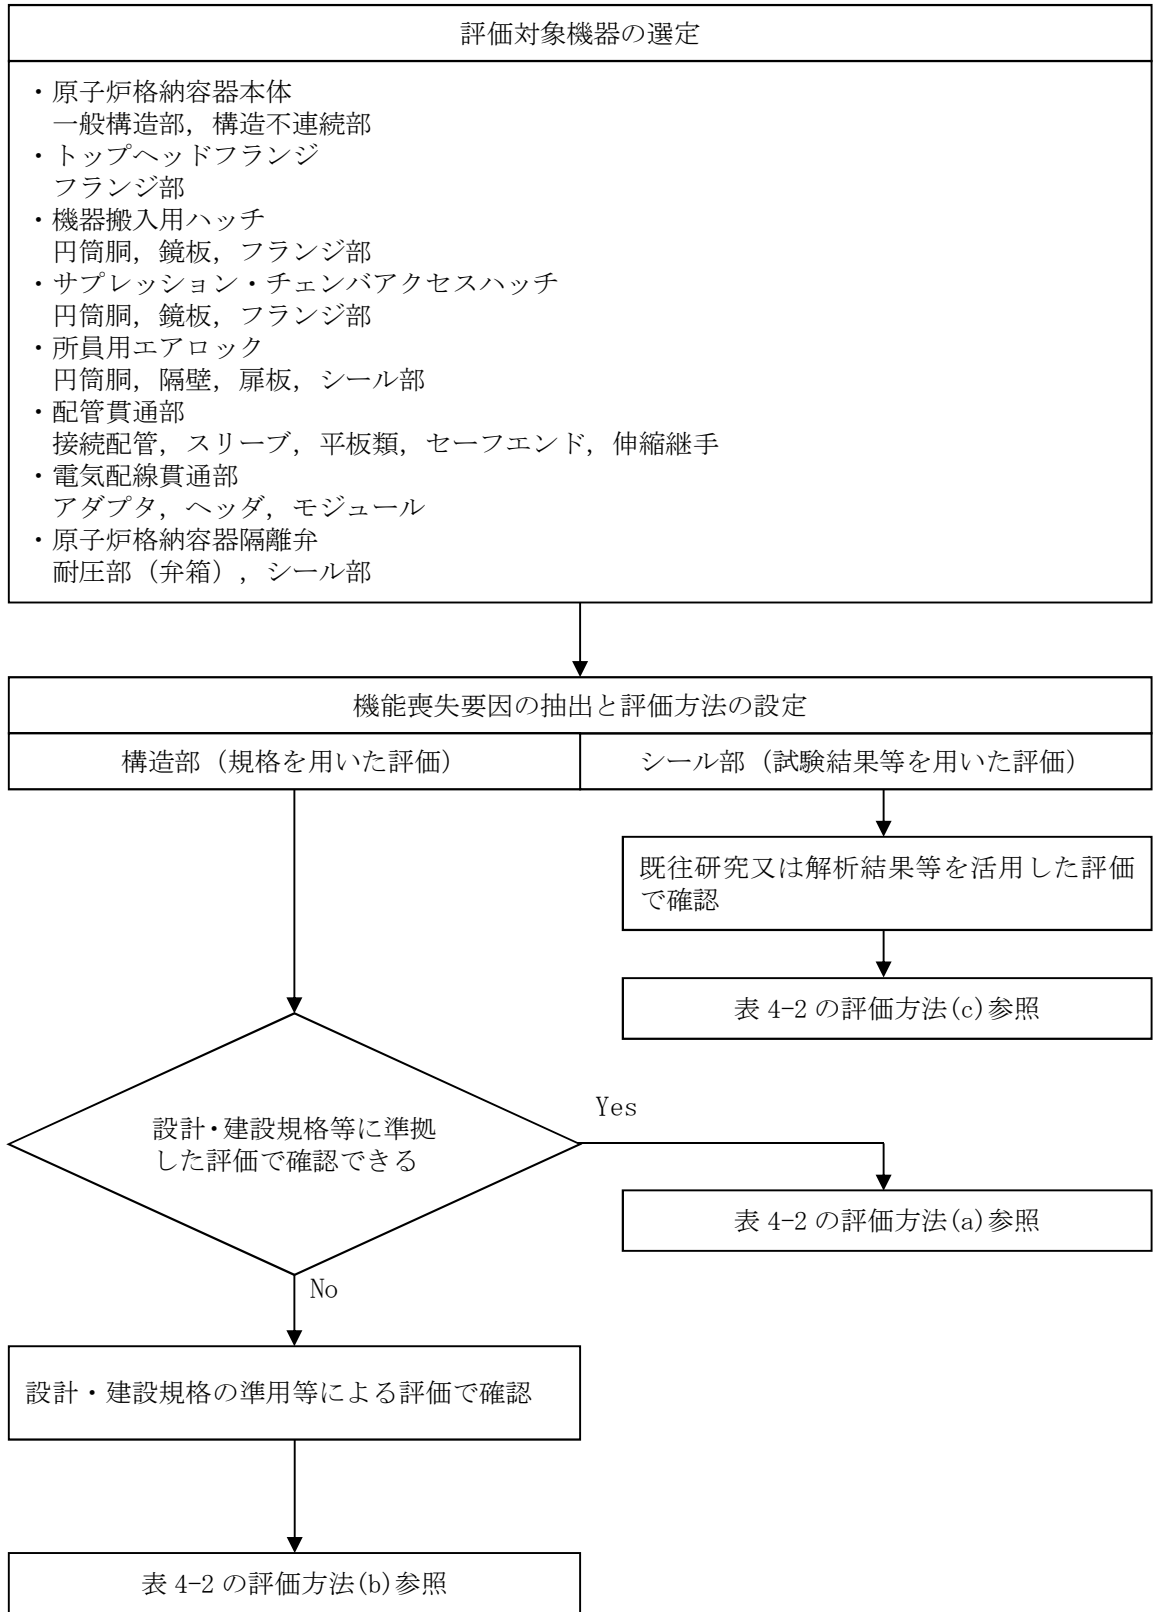 評価対象機器の選定
・原子炉格納容器本体
一般構造部，構造不連続部
・トップヘッドフランジ
フランジ部
・機器搬入用ハッチ
円筒胴，鏡板，フランジ部
・サプレッション・チェンバアクセスハッチ
円筒胴，鏡板，フランジ部
・所員用エアロック
円筒胴，隔壁，扉板，シール部
・配管貫通部
接続配管，スリーブ，平板類，セーフエンド，伸縮継手
・電気配線貫通部
アダプタ，ヘッダ，モジュール
・原子炉格納容器隔離弁
耐圧部（弁箱），シール部
機能喪失要因の抽出と評価方法の設定
構造部（規格を用いた評価）
シール部（試験結果等を用いた評価）
既往研究又は解析結果等を活用した評価
で確認
表 4-2 の評価方法(c)参照
設計・建設規格等に準拠
した評価で確認できる
Yes
表 4-2 の評価方法(a)参照
No
設計・建設規格の準用等による評価で確認
表 4-2 の評価方法(b)参照